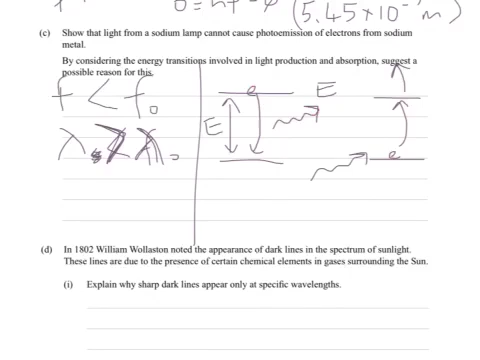 0 = hf - φ (5.45×10⁻⁷ m)
(c) Show that light from a sodium lamp cannot cause photoemission of electrons from sodium
metal.
By considering the energy transitions involved in light production and absorption, suggest a
possible reason for this.
f < f₀
e E
E
e
(d) In 1802 William Wollaston noted the appearance of dark lines in the spectrum of sunlight.
These lines are due to the presence of certain chemical elements in gases surrounding the Sun.
(i) Explain why sharp dark lines appear only at specific wavelengths.